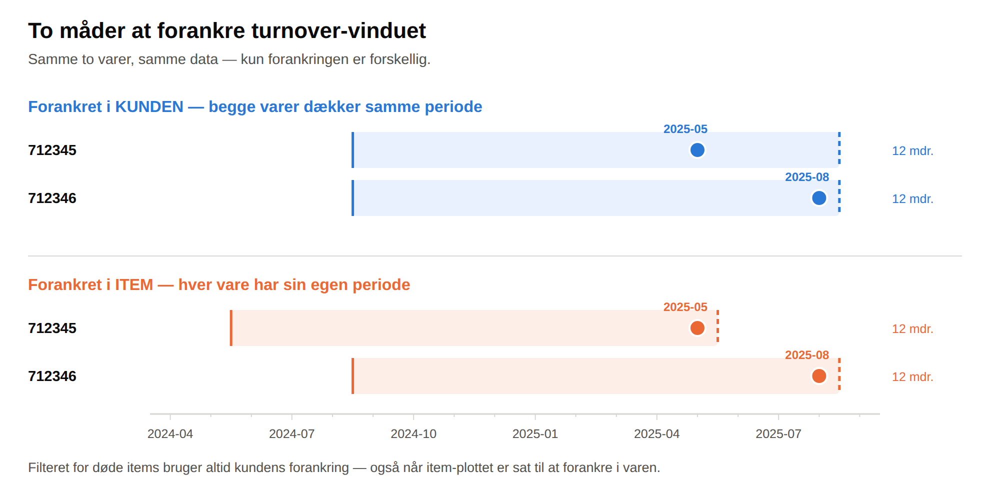 To måder at forankre turnover-vinduet
Samme to varer, samme data — kun forankringen er forskellig.
Forankret i KUNDEN — begge varer dækker samme periode
2025-05
712345
12 mdr.
2025-08
712346
12 mdr.
Forankret i ITEM — hver vare har sin egen periode
2025-05
712345
12 mdr.
2025-08
712346
12 mdr.
2024-04 2024-07 2024-10 2025-01 2025-04 2025-07
Filteret for døde items bruger altid kundens forankring — også når item-plottet er sat til at forankre i varen.